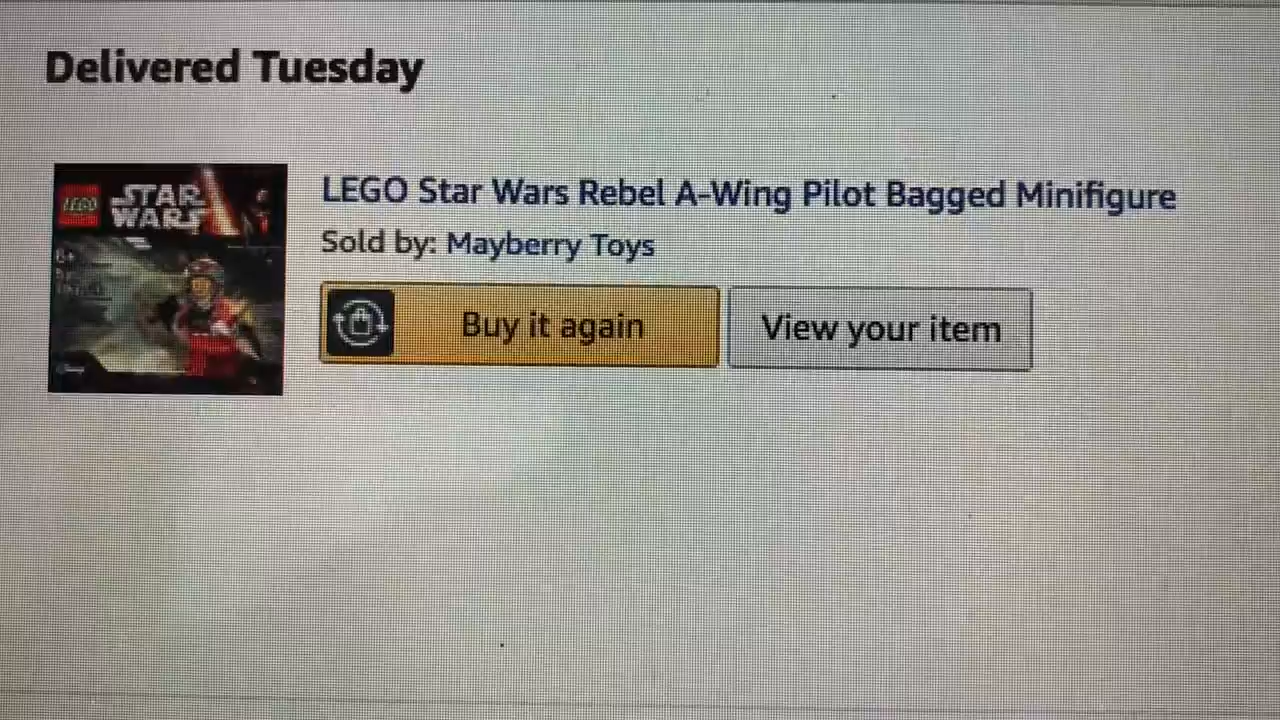 Delivered Tuesday
LEGO
STAR
WARS
LEGO Star Wars Rebel A-Wing Pilot Bagged Minifigure
Sold by: Mayberry Toys
Buy it again
View your item